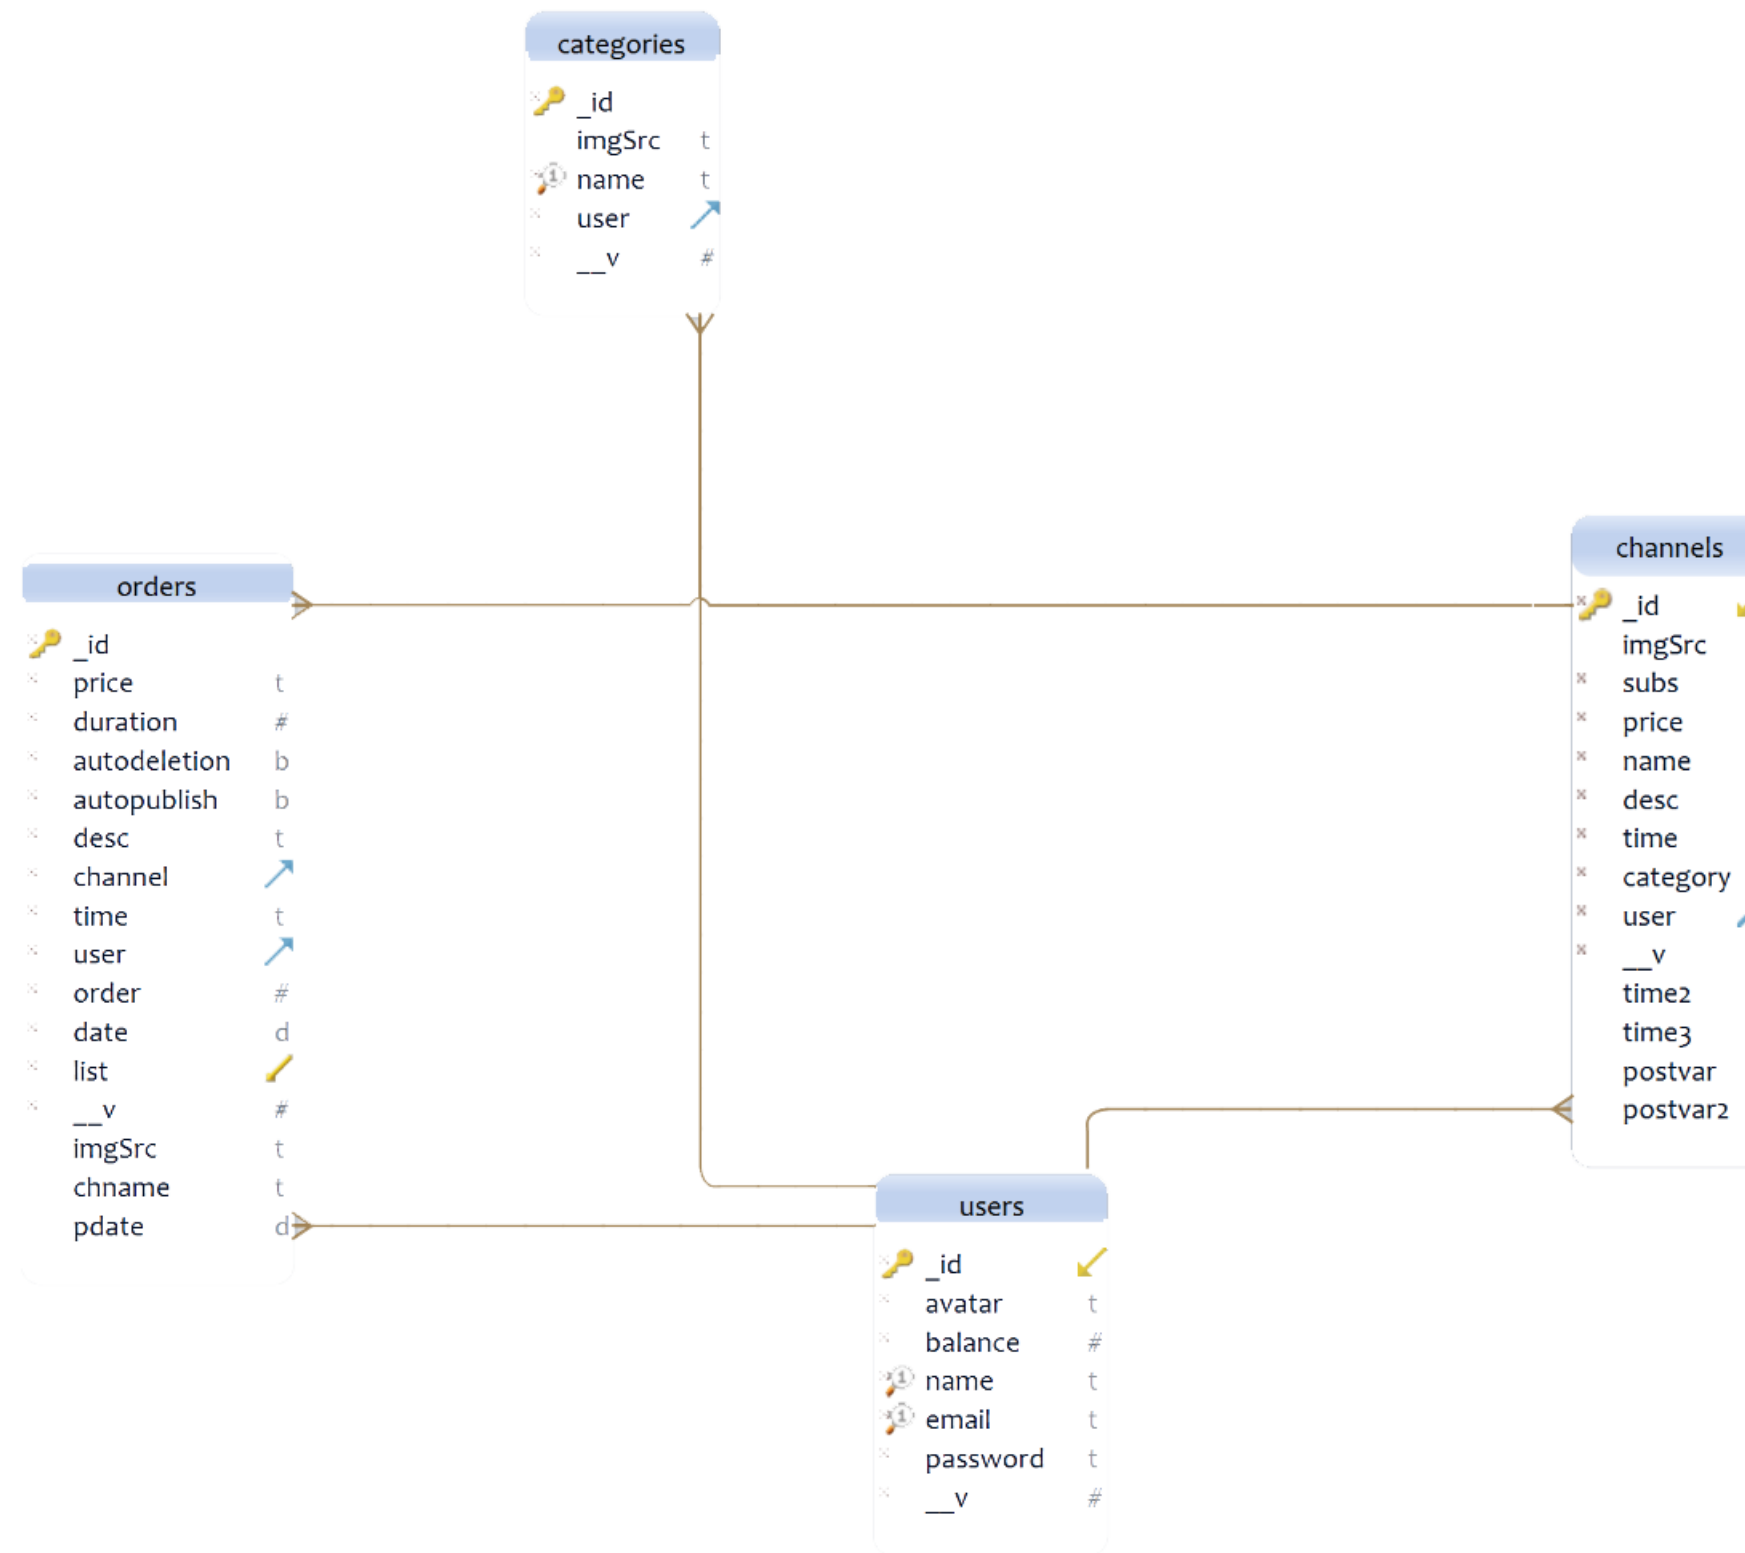 categories
_id
imgSrc t
name t
user
__v #
orders
_id
price t
duration #
autodeletion b
autopublish b
desc t
channel
time t
user
order #
date d
list
__v #
imgSrc t
chname t
pdate d
channels
_id
imgSrc
subs
price
name
desc
time
category
user
__v
time2
time3
postvar
postvar2
users
_id
avatar t
balance #
name t
email t
password t
__v #